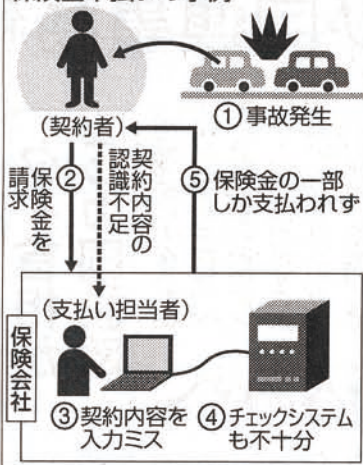 ① 事故発生
(契約者)
② 保険金を
請求
契約内容の
認識不足
⑤ 保険金の一部
しか支払われず
(支払い担当者)
保険会社
③ 契約内容を
入力ミス
④ チェックシステム
も不十分